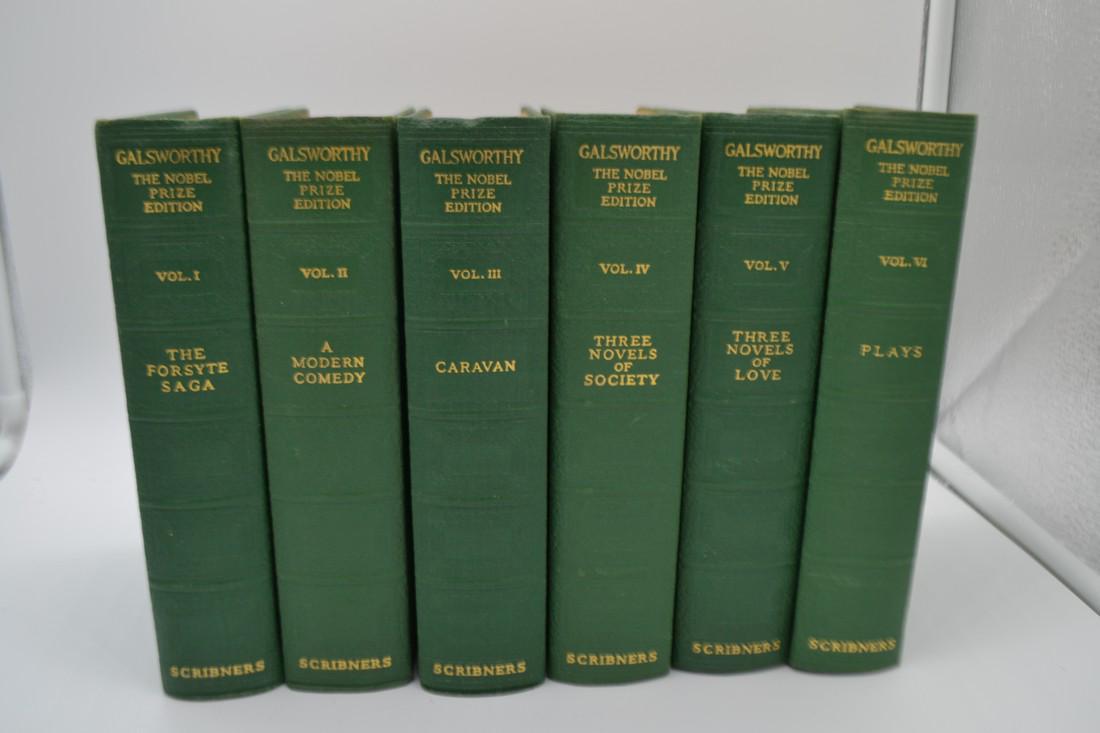 GALSWORTHY
THE NOBEL
PRIZE
EDITION
VOL. I
THE
FORSYTE
SAGA
SCRIBNERS
GALSWORTHY
THE NOBEL
PRIZE
EDITION
VOL. II
A
MODERN
COMEDY
SCRIBNERS
GALSWORTHY
THE NOBEL
PRIZE
EDITION
VOL. III
CARAVAN
SCRIBNERS
GALSWORTHY
THE NOBEL
PRIZE
EDITION
VOL. IV
THREE
NOVELS
OF
SOCIETY
SCRIBNERS
GALSWORTHY
THE NOBEL
PRIZE
EDITION
VOL. V
THREE
NOVELS
OF
LOVE
SCRIBNERS
GALSWORTHY
THE NOBEL
PRIZE
EDITION
VOL. VI
PLAYS
SCRIBNERS